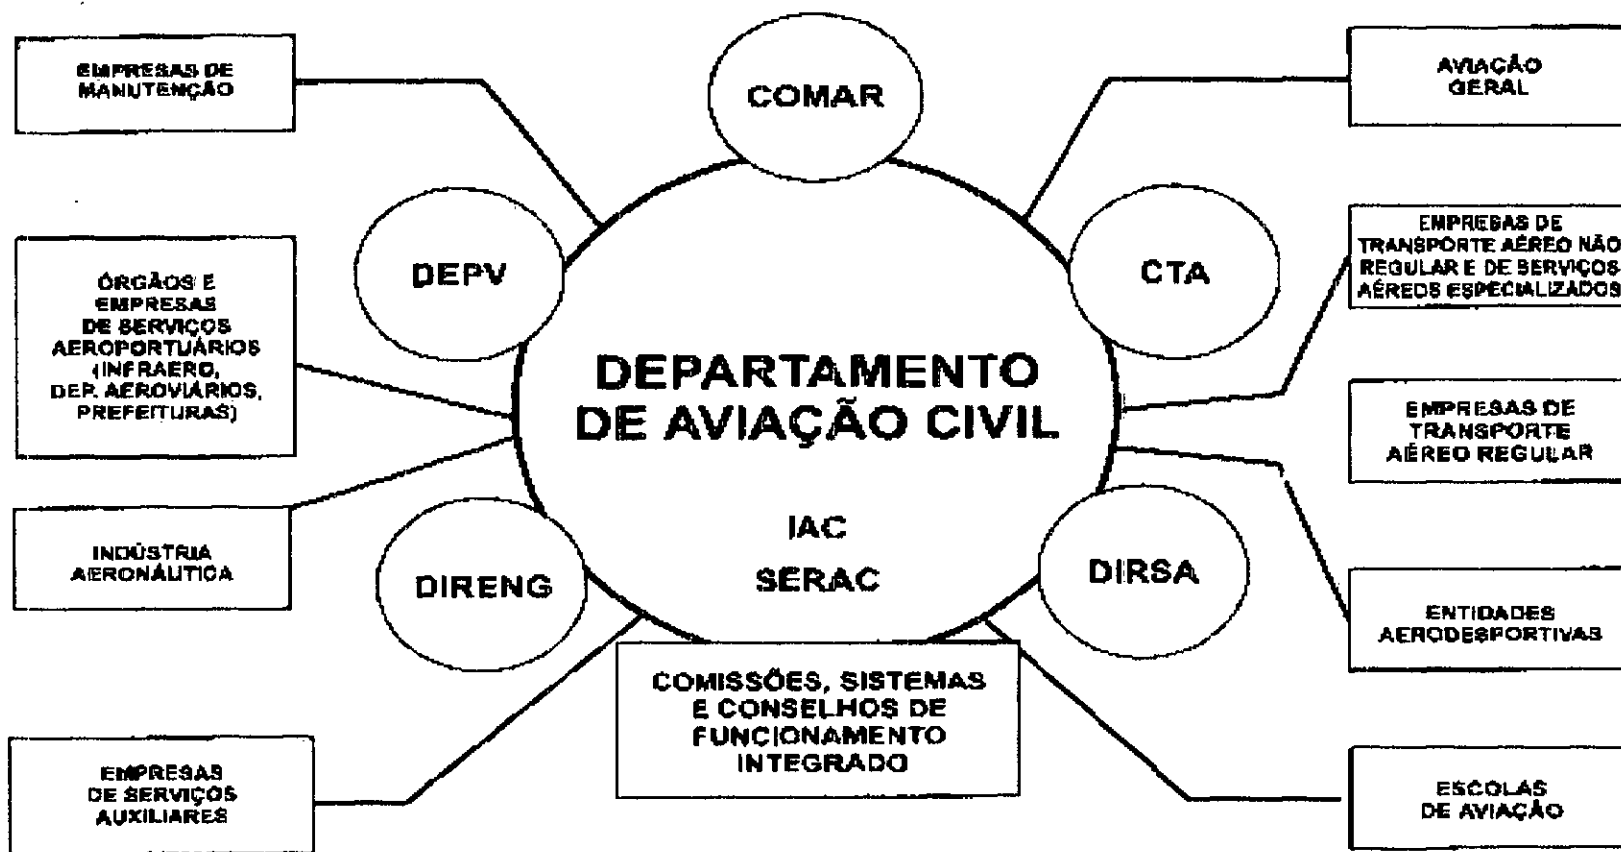 EMPRESAS DE
MANUTENÇÃO
COMAR
AVIAÇÃO
GERAL
DEPV
CTA
EMPRESAS DE
TRANSPORTE AÉREO NÃO
REGULAR E DE SERVIÇOS
AÉREOS ESPECIALIZADOS
ÓRGÃOS E
EMPRESAS
DE SERVIÇOS
AEROPORTUÁRIOS
(INFRAERO,
DEP. AEROVIÁRIOS,
PREFEITURAS)
DEPARTAMENTO
DE AVIAÇÃO CIVIL
EMPRESAS DE
TRANSPORTE
AÉREO REGULAR
IAC
SERAC
INDÚSTRIA
AERONÁUTICA
DIRENG
DIRSA
ENTIDADES
AERODESPORTIVAS
COMISSÕES, SISTEMAS
E CONSELHOS DE
FUNCIONAMENTO
INTEGRADO
EMPRESAS
DE SERVIÇOS
AUXILIARES
ESCOLAS
DE AVIAÇÃO